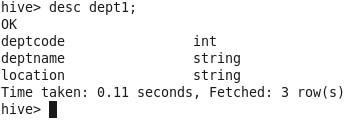 hive> desc dept1;
OK
deptcode                int
deptname                string
location                string
Time taken: 0.11 seconds, Fetched: 3 row(s)
hive>